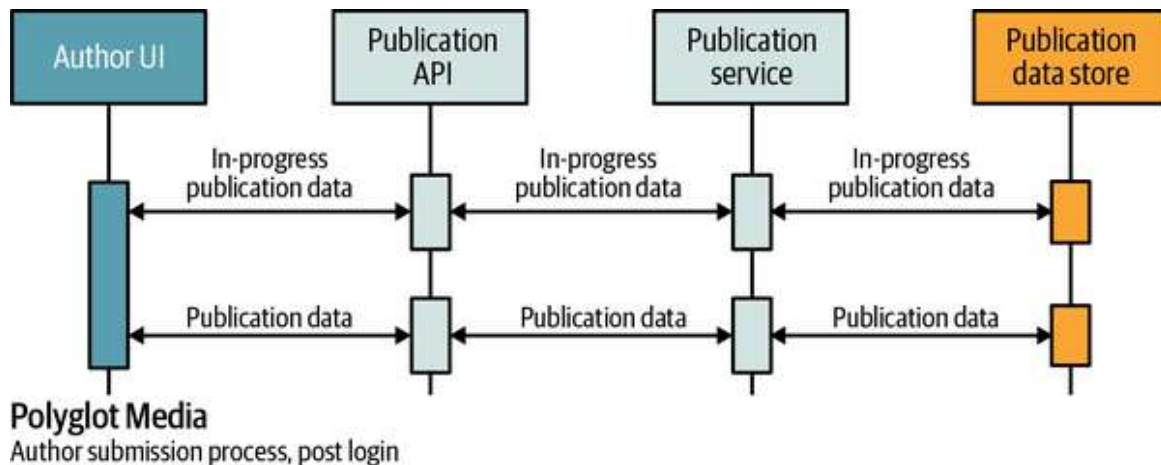 Author UI
Publication
API
Publication
service
Publication
data store
In-progress
publication data
In-progress
publication data
In-progress
publication data
Publication data
Publication data
Publication data
Polyglot Media
Author submission process, post login